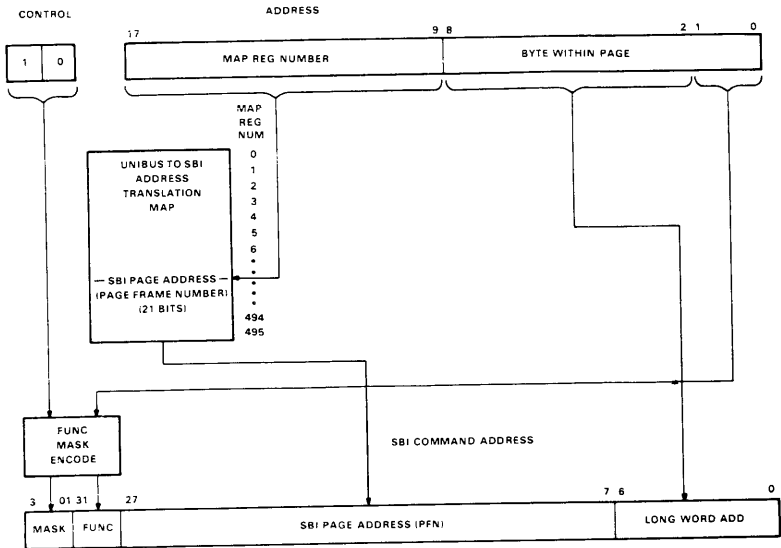 CONTROL
ADDRESS
17 9 8 2 1 0
1 0
MAP REG NUMBER
BYTE WITHIN PAGE
MAP
REG
NUM
UNIBUS TO SBI
ADDRESS
TRANSLATION
MAP
0
1
2
3
4
5
6
SBI PAGE ADDRESS
(PAGE FRAME NUMBER)
(21 BITS)
494
495
FUNC
MASK
ENCODE
SBI COMMAND ADDRESS
3 01 31 27 7 6 0
MASK
FUNC
SBI PAGE ADDRESS (PFN)
LONG WORD ADD